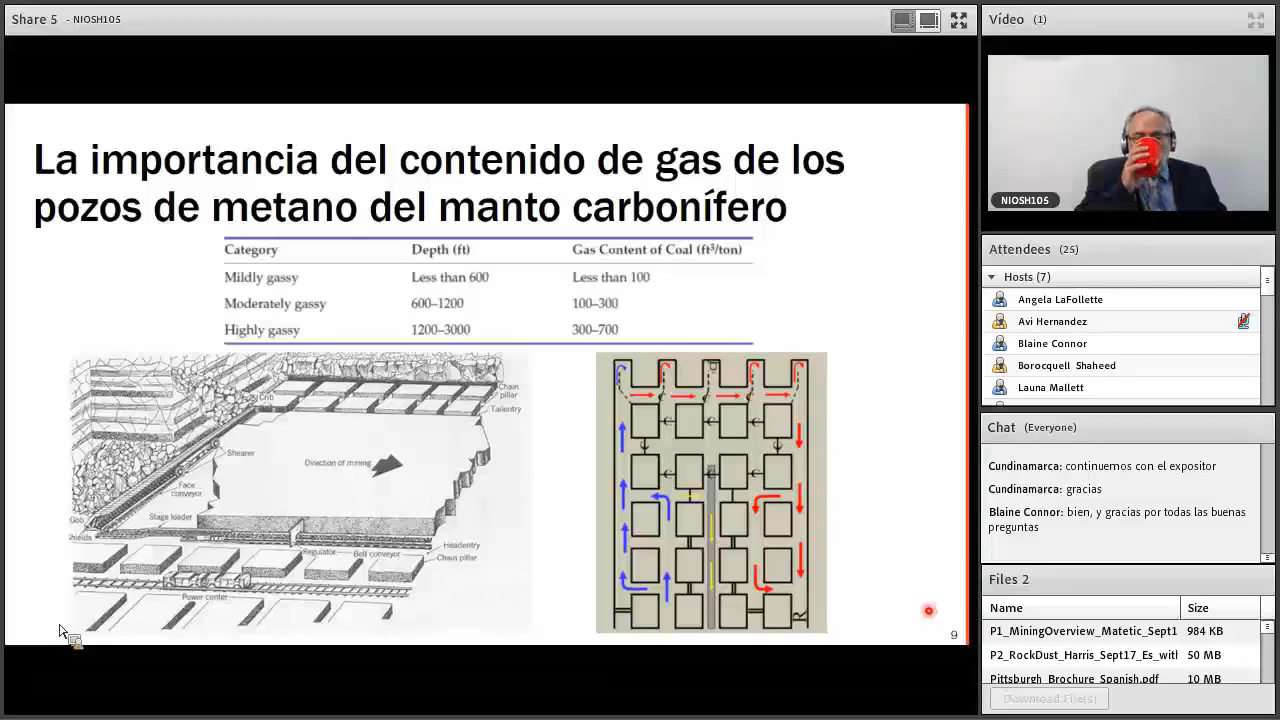 Share 5 - NIOSH105
La importancia del contenido de gas de los
pozos de metano del manto carbonífero
Category Depth (ft) Gas Content of Coal (ft³/ton)
Mildly gassy Less than 600 Less than 100
Moderately gassy 600–1200 100–300
Highly gassy 1200–3000 300–700
Chain
pillar
Crib
Tailentry
Shearer
Direction of mining
Face
conveyor
Gob
Stage loader
Shields
Regulator
Belt conveyor
Headentry
Chain pillar
Power center
R
9
Vídeo (1)
NIOSH105
Attendees (25)
Hosts (7)
Angela LaFollette
Avi Hernandez
Blaine Connor
Borocquell Shaheed
Launa Mallett
Chat (Everyone)
Cundinamarca: continuemos con el expositor
Cundinamarca: gracias
Blaine Connor: bien, y gracias por todas las buenas
preguntas
Files 2
Name Size
P1_MiningOverview_Matetic_Sept1 984 KB
P2_RockDust_Harris_Sept17_Es_with 50 MB
Pittsburgh_Brochure_Spanish.pdf 10 MB
Download File(s)